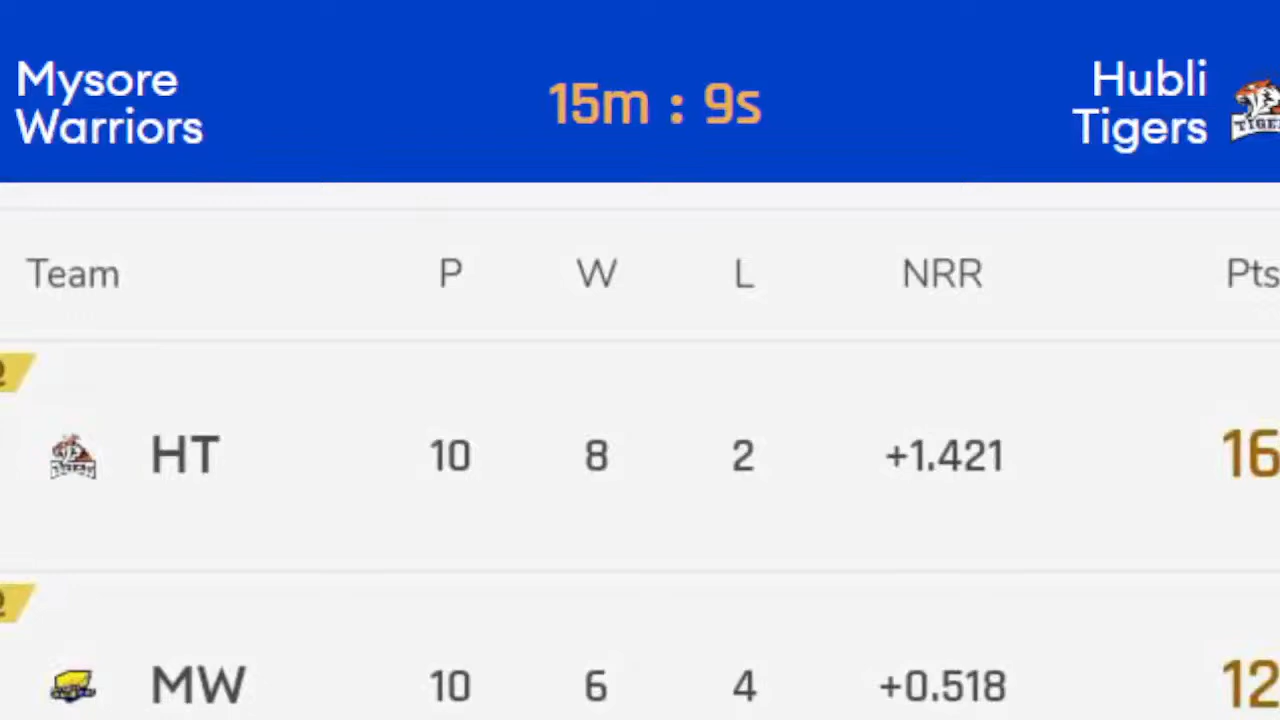 Mysore
Warriors
15m : 9s
Hubli
Tigers
Team P W L NRR Pts
HT 10 8 2 +1.421 16
MW 10 6 4 +0.518 12